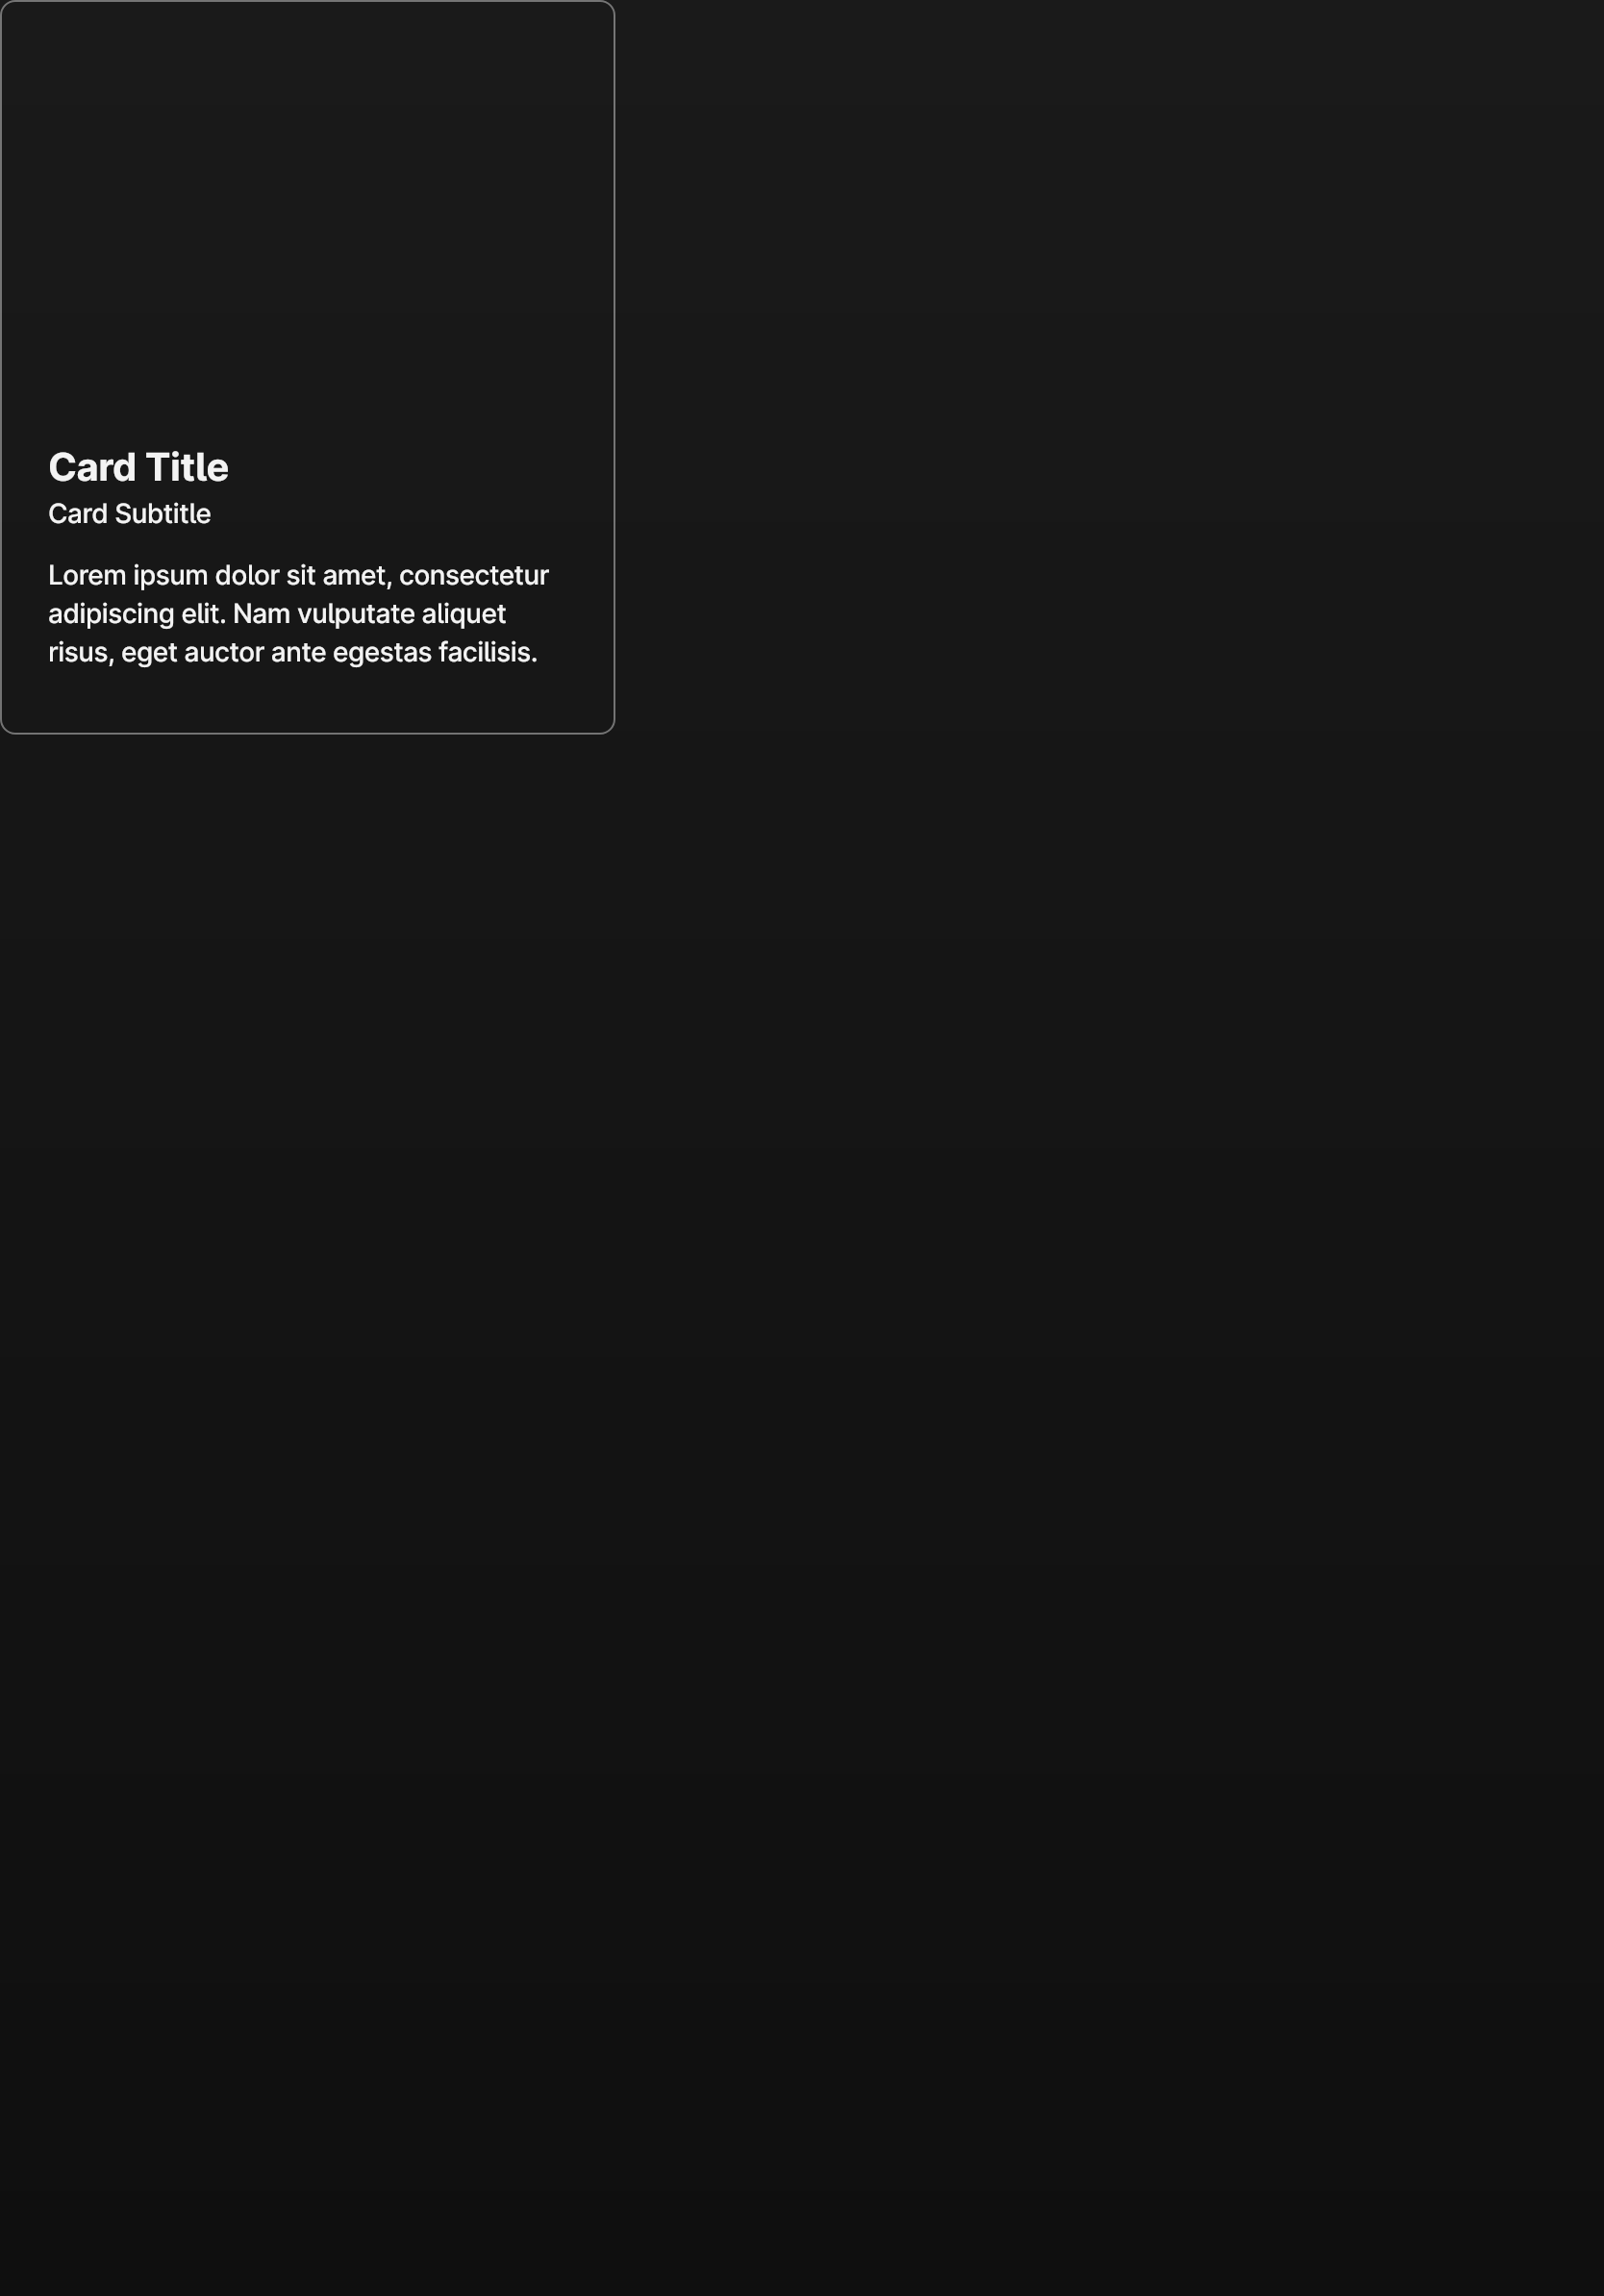 Card Title
Card Subtitle
Lorem ipsum dolor sit amet, consectetur
adipiscing elit. Nam vulputate aliquet
risus, eget auctor ante egestas facilisis.